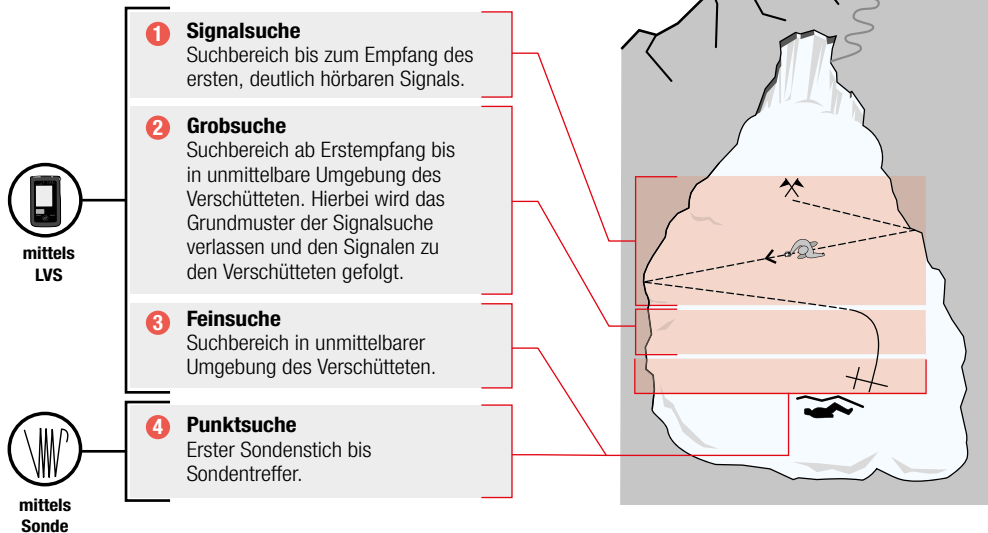 1 Signalsuche
Suchbereich bis zum Empfang des
ersten, deutlich hörbaren Signals.
2 Grobsuche
Suchbereich ab Erstempfang bis
in unmittelbare Umgebung des
Verschütteten. Hierbei wird das
Grundmuster der Signalsuche
verlassen und den Signalen zu
den Verschütteten gefolgt.
mittels
LVS
3 Feinsuche
Suchbereich in unmittelbarer
Umgebung des Verschütteten.
4 Punktsuche
Erster Sondenstich bis
Sondentreffer.
mittels
Sonde